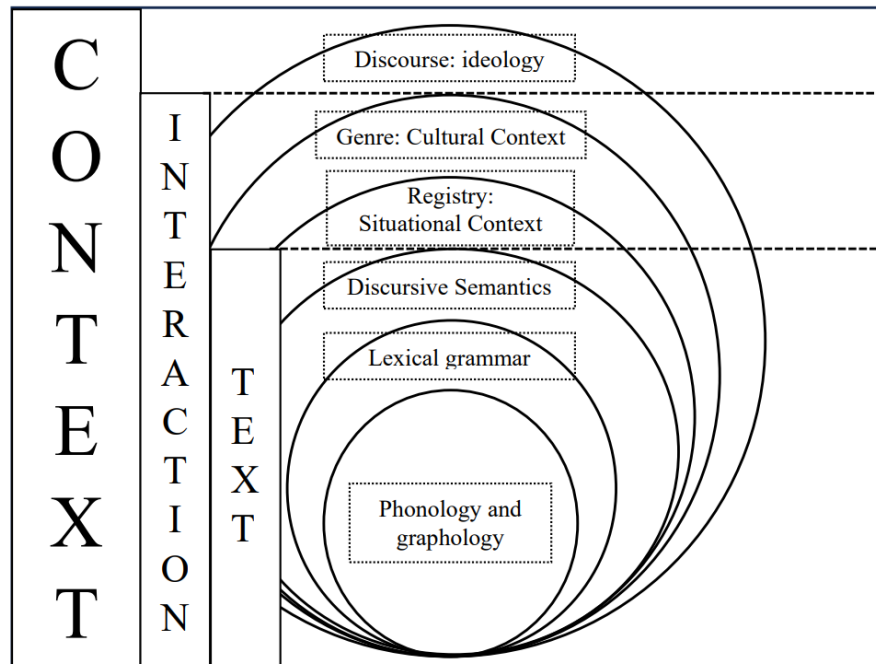 CONTEXT
INTERACTION
TEXT
Discourse: ideology
Genre: Cultural Context
Registry:
Situational Context
Discursive Semantics
Lexical grammar
Phonology and
graphology